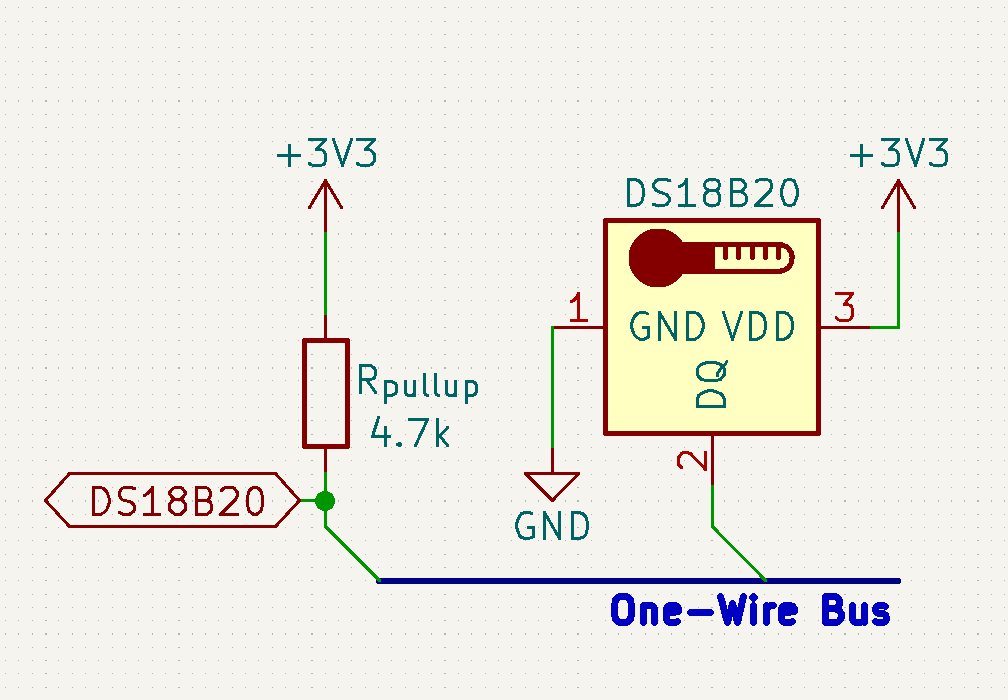 +3V3
+3V3
DS18B20
1
3
GND VDD
DQ
2
Rpullup
4.7k
DS18B20
GND
One-Wire Bus